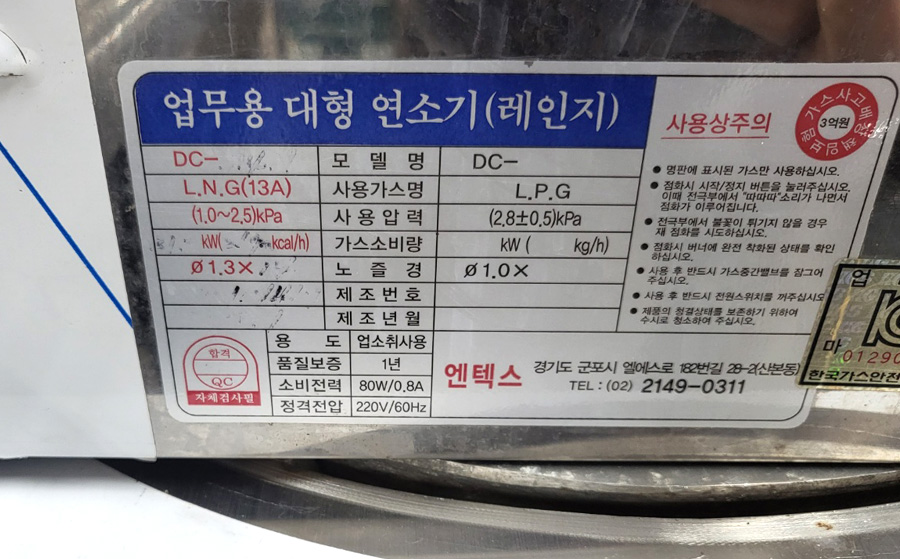 업무용 대형 연소기(레인지)
DC- 모델명 DC-
L.N.G(13A) 사용가스명 L.P.G
(1.0~2.5)kPa 사용압력 (2.8±0.5)kPa
kW( kcal/h) 가스소비량 kW ( kg/h)
Ø1.3× 노즐경 Ø1.0×
제조번호
제조년월
사용상주의
가스사고배상책임보험
3억원
● 명판에 표시된 가스만 사용하십시오.
● 점화시 시작/정지 버튼을 눌러주십시오.
이때 전극부에서 "따따따"소리가 나면서
점화가 이루어집니다.
● 전극부에서 불꽃이 튀기지 않을 경우
재 점화를 시도하십시오.
● 점화시 버너에 완전 착화된 상태를 확인
하십시오.
● 사용 후 반드시 가스중간밸브를 잠그어
주십시오.
● 사용 후 반드시 전원스위치를 꺼주십시오
● 제품의 청결상태를 보존하기 위하여
수시로 청소하여 주십시오.
합격
QC
자체검사필
용도 업소취사용
품질보증 1년
소비전력 80W/0.8A
정격전압 220V/60Hz
엔텍스 경기도 군포시 엘에스로 182번길 28-2(산본동)
TEL : (02) 2149-0311
업
마
01290
한국가스안전